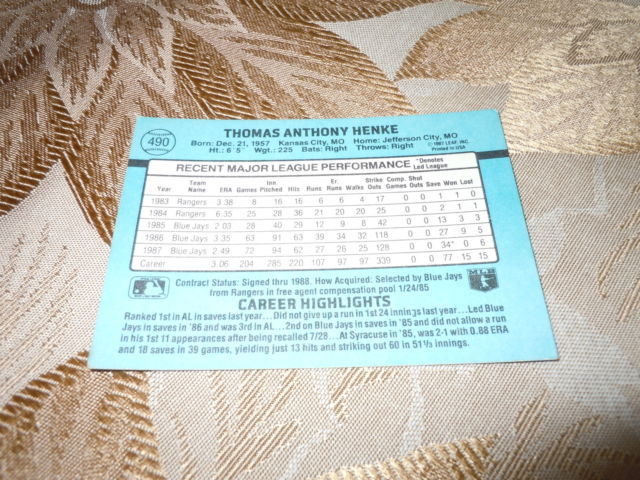 490
THOMAS ANTHONY HENKE
Born: Dec. 21, 1957 Kansas City, MO Home: Jefferson City, MO
Ht.: 6'5" Wgt.: 225 Bats: Right Throws: Right
© 1987 LEAF, INC.
Printed in USA
RECENT MAJOR LEAGUE PERFORMANCE *Denotes Led League
Year Team Name ERA Games Inn. Pitched Hits Runs Er. Runs Walks Strike Outs Comp. Games Shut Outs Save Won Lost
1983 Rangers 3.38 8 16 16 6 6 4 17 0 0 1 1 0
1984 Rangers 6.35 25 28 36 21 20 20 25 0 0 2 1 1
1985 Blue Jays 2.03 28 40 29 12 9 8 42 0 0 13 3 3
1986 Blue Jays 3.35 63 91 63 39 34 32 118 0 0 27 9 5
1987 Blue Jays 2.49 72 94 62 27 26 25 128 0 0 34* 0 6
Career 3.06 204 285 220 107 97 97 339 0 0 77 15 15
Contract Status: Signed thru 1988. How Acquired: Selected by Blue Jays
from Rangers in free agent compensation pool 1/24/85
MLB
CAREER HIGHLIGHTS
Ranked 1st in AL in saves last year...Did not give up a run in 1st 24 innings last year...Led Blue
Jays in saves in '86 and was 3rd in AL...2nd on Blue Jays in saves in '85 and did not allow a run
in his 1st 11 appearances after being recalled 7/28...At Syracuse in '85, was 2-1 with 0.88 ERA
and 18 saves in 39 games, yielding just 13 hits and striking out 60 in 51⅓ innings.